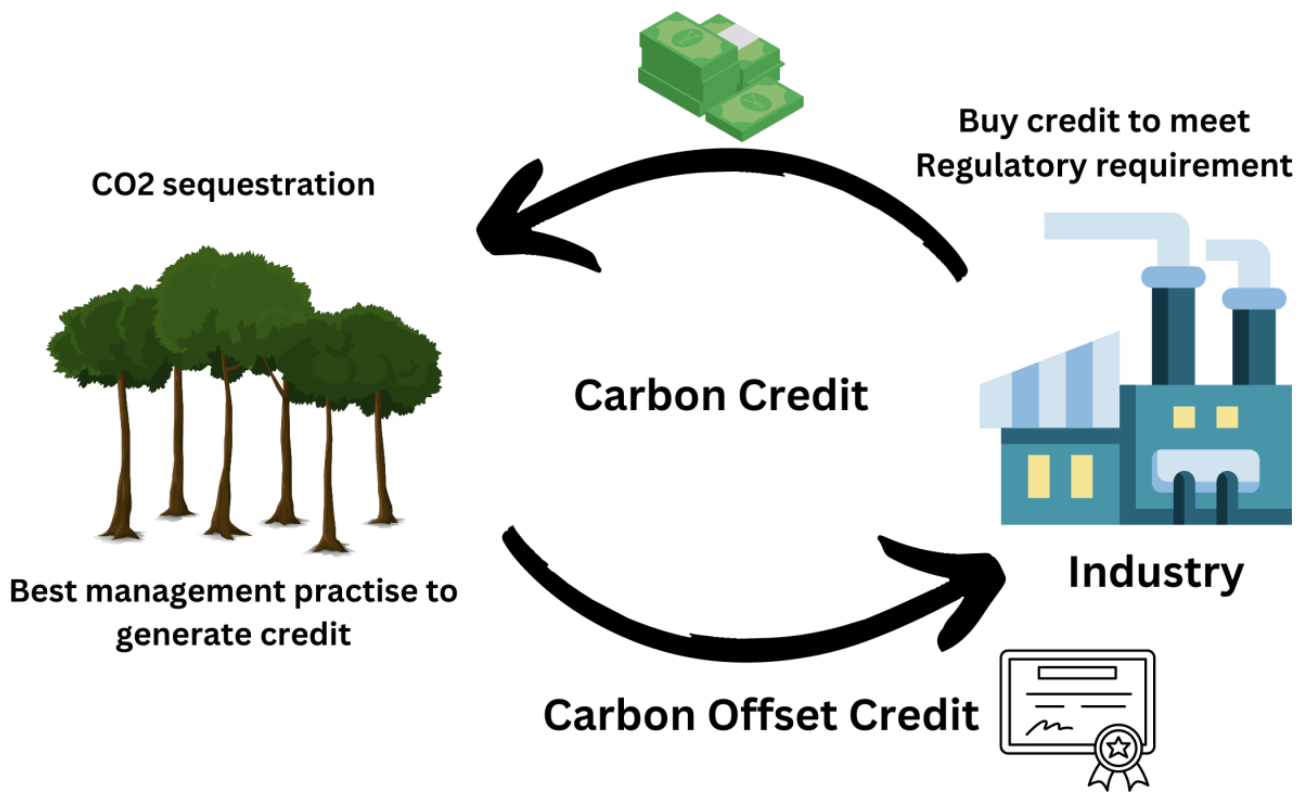 Buy credit to meet
Regulatory requirement
CO2 sequestration
Carbon Credit
Industry
Best management practise to
generate credit
Carbon Offset Credit